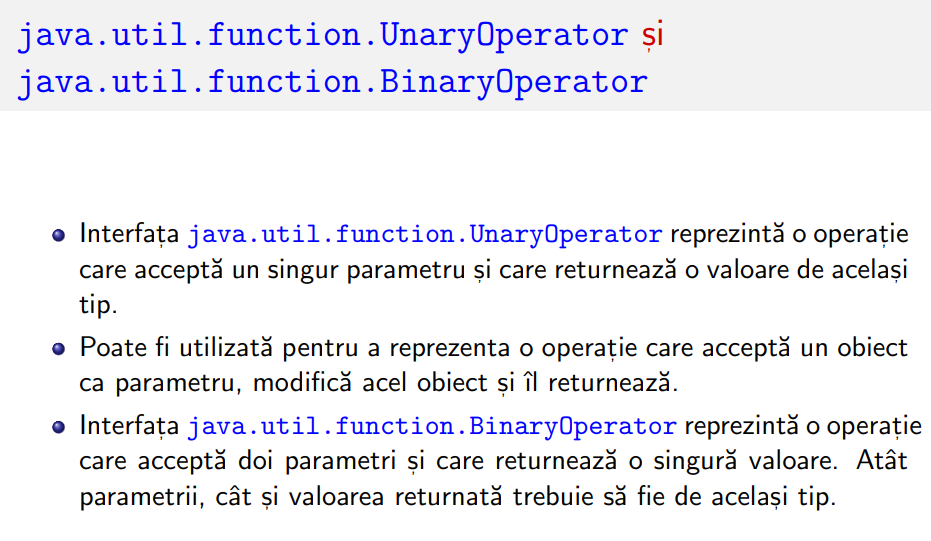 java.util.function.UnaryOperator și
java.util.function.BinaryOperator
Interfața java.util.function.UnaryOperator reprezintă o operație
care acceptă un singur parametru și care returnează o valoare de același
tip.
Poate fi utilizată pentru a reprezenta o operație care acceptă un obiect
ca parametru, modifică acel obiect și îl returnează.
Interfața java.util.function.BinaryOperator reprezintă o operație
care acceptă doi parametri și care returnează o singură valoare. Atât
parametrii, cât și valoarea returnată trebuie să fie de același tip.